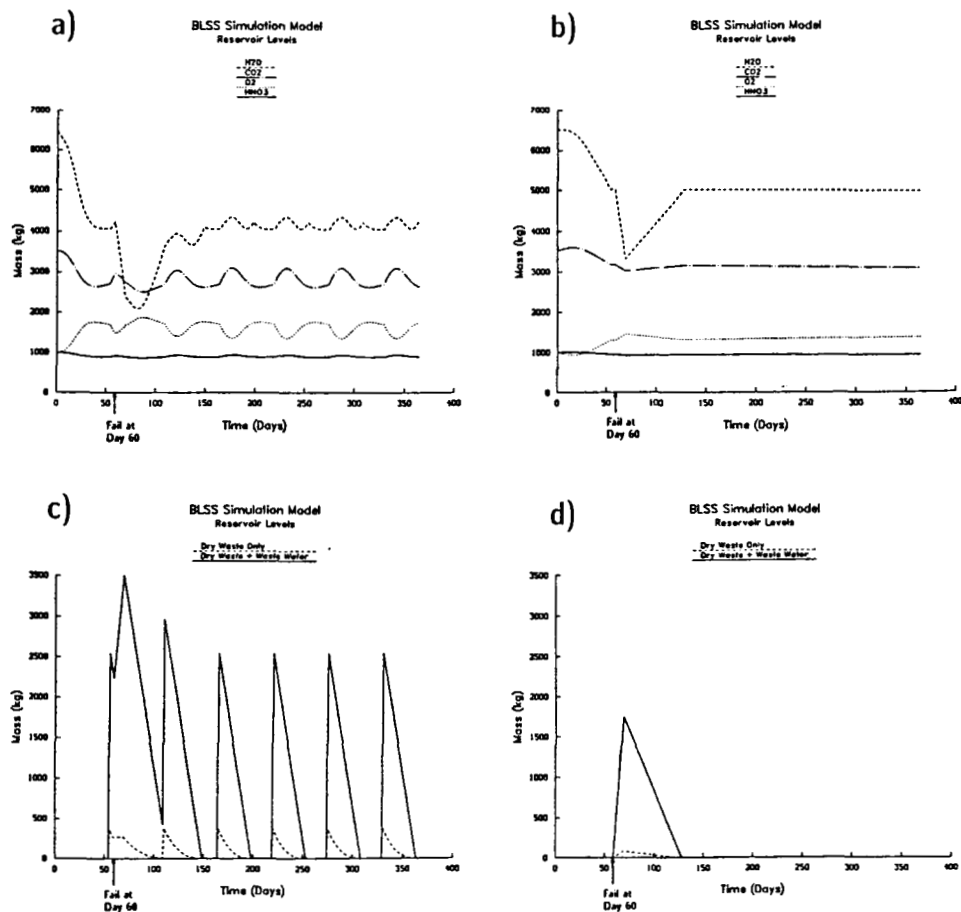 a)
BLSS Simulation Model
Reservoir Levels
H2O
CO2
O2
HNO3
7000
6000
5000
4000
3000
2000
1000
0
Mass (kg)
0 50 100 150 200 250 300 350 400
Time (Days)
Fail at
Day 60
b)
BLSS Simulation Model
Reservoir Levels
H2O
CO2
O2
HNO3
7000
6000
5000
4000
3000
2000
1000
0
Mass (kg)
0 50 100 150 200 250 300 350 400
Time (Days)
Fail at
Day 60
c)
BLSS Simulation Model
Reservoir Levels
Dry Waste Only
Dry Waste + Waste Water
3500
3000
2500
2000
1500
1000
500
0
Mass (kg)
0 50 100 150 200 250 300 350 400
Time (Days)
Fail at
Day 60
d)
BLSS Simulation Model
Reservoir Levels
Dry Waste Only
Dry Waste + Waste Water
3500
3000
2500
2000
1500
1000
500
0
Mass (kg)
0 50 100 150 200 250 300 350 400
Time (Days)
Fail at
Day 60